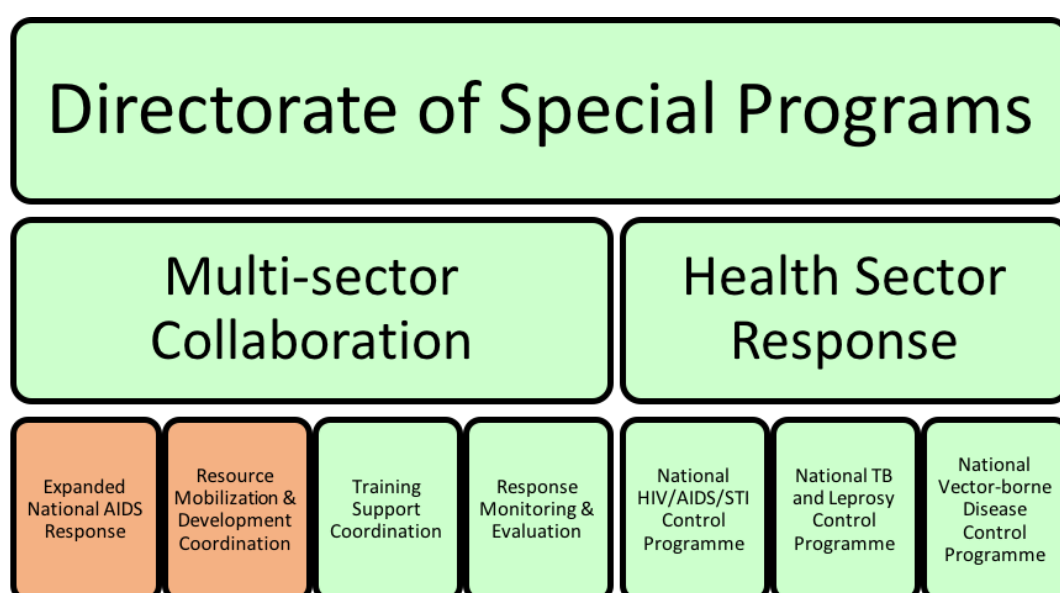 Directorate of Special Programs
Multi-sector
Collaboration
Health Sector
Response
Expanded
National AIDS
Response
Resource
Mobilization &
Development
Coordination
Training
Support
Coordination
Response
Monitoring &
Evaluation
National
HIV/AIDS/STI
Control
Programme
National TB
and Leprosy
Control
Programme
National
Vector-borne
Disease
Control
Programme